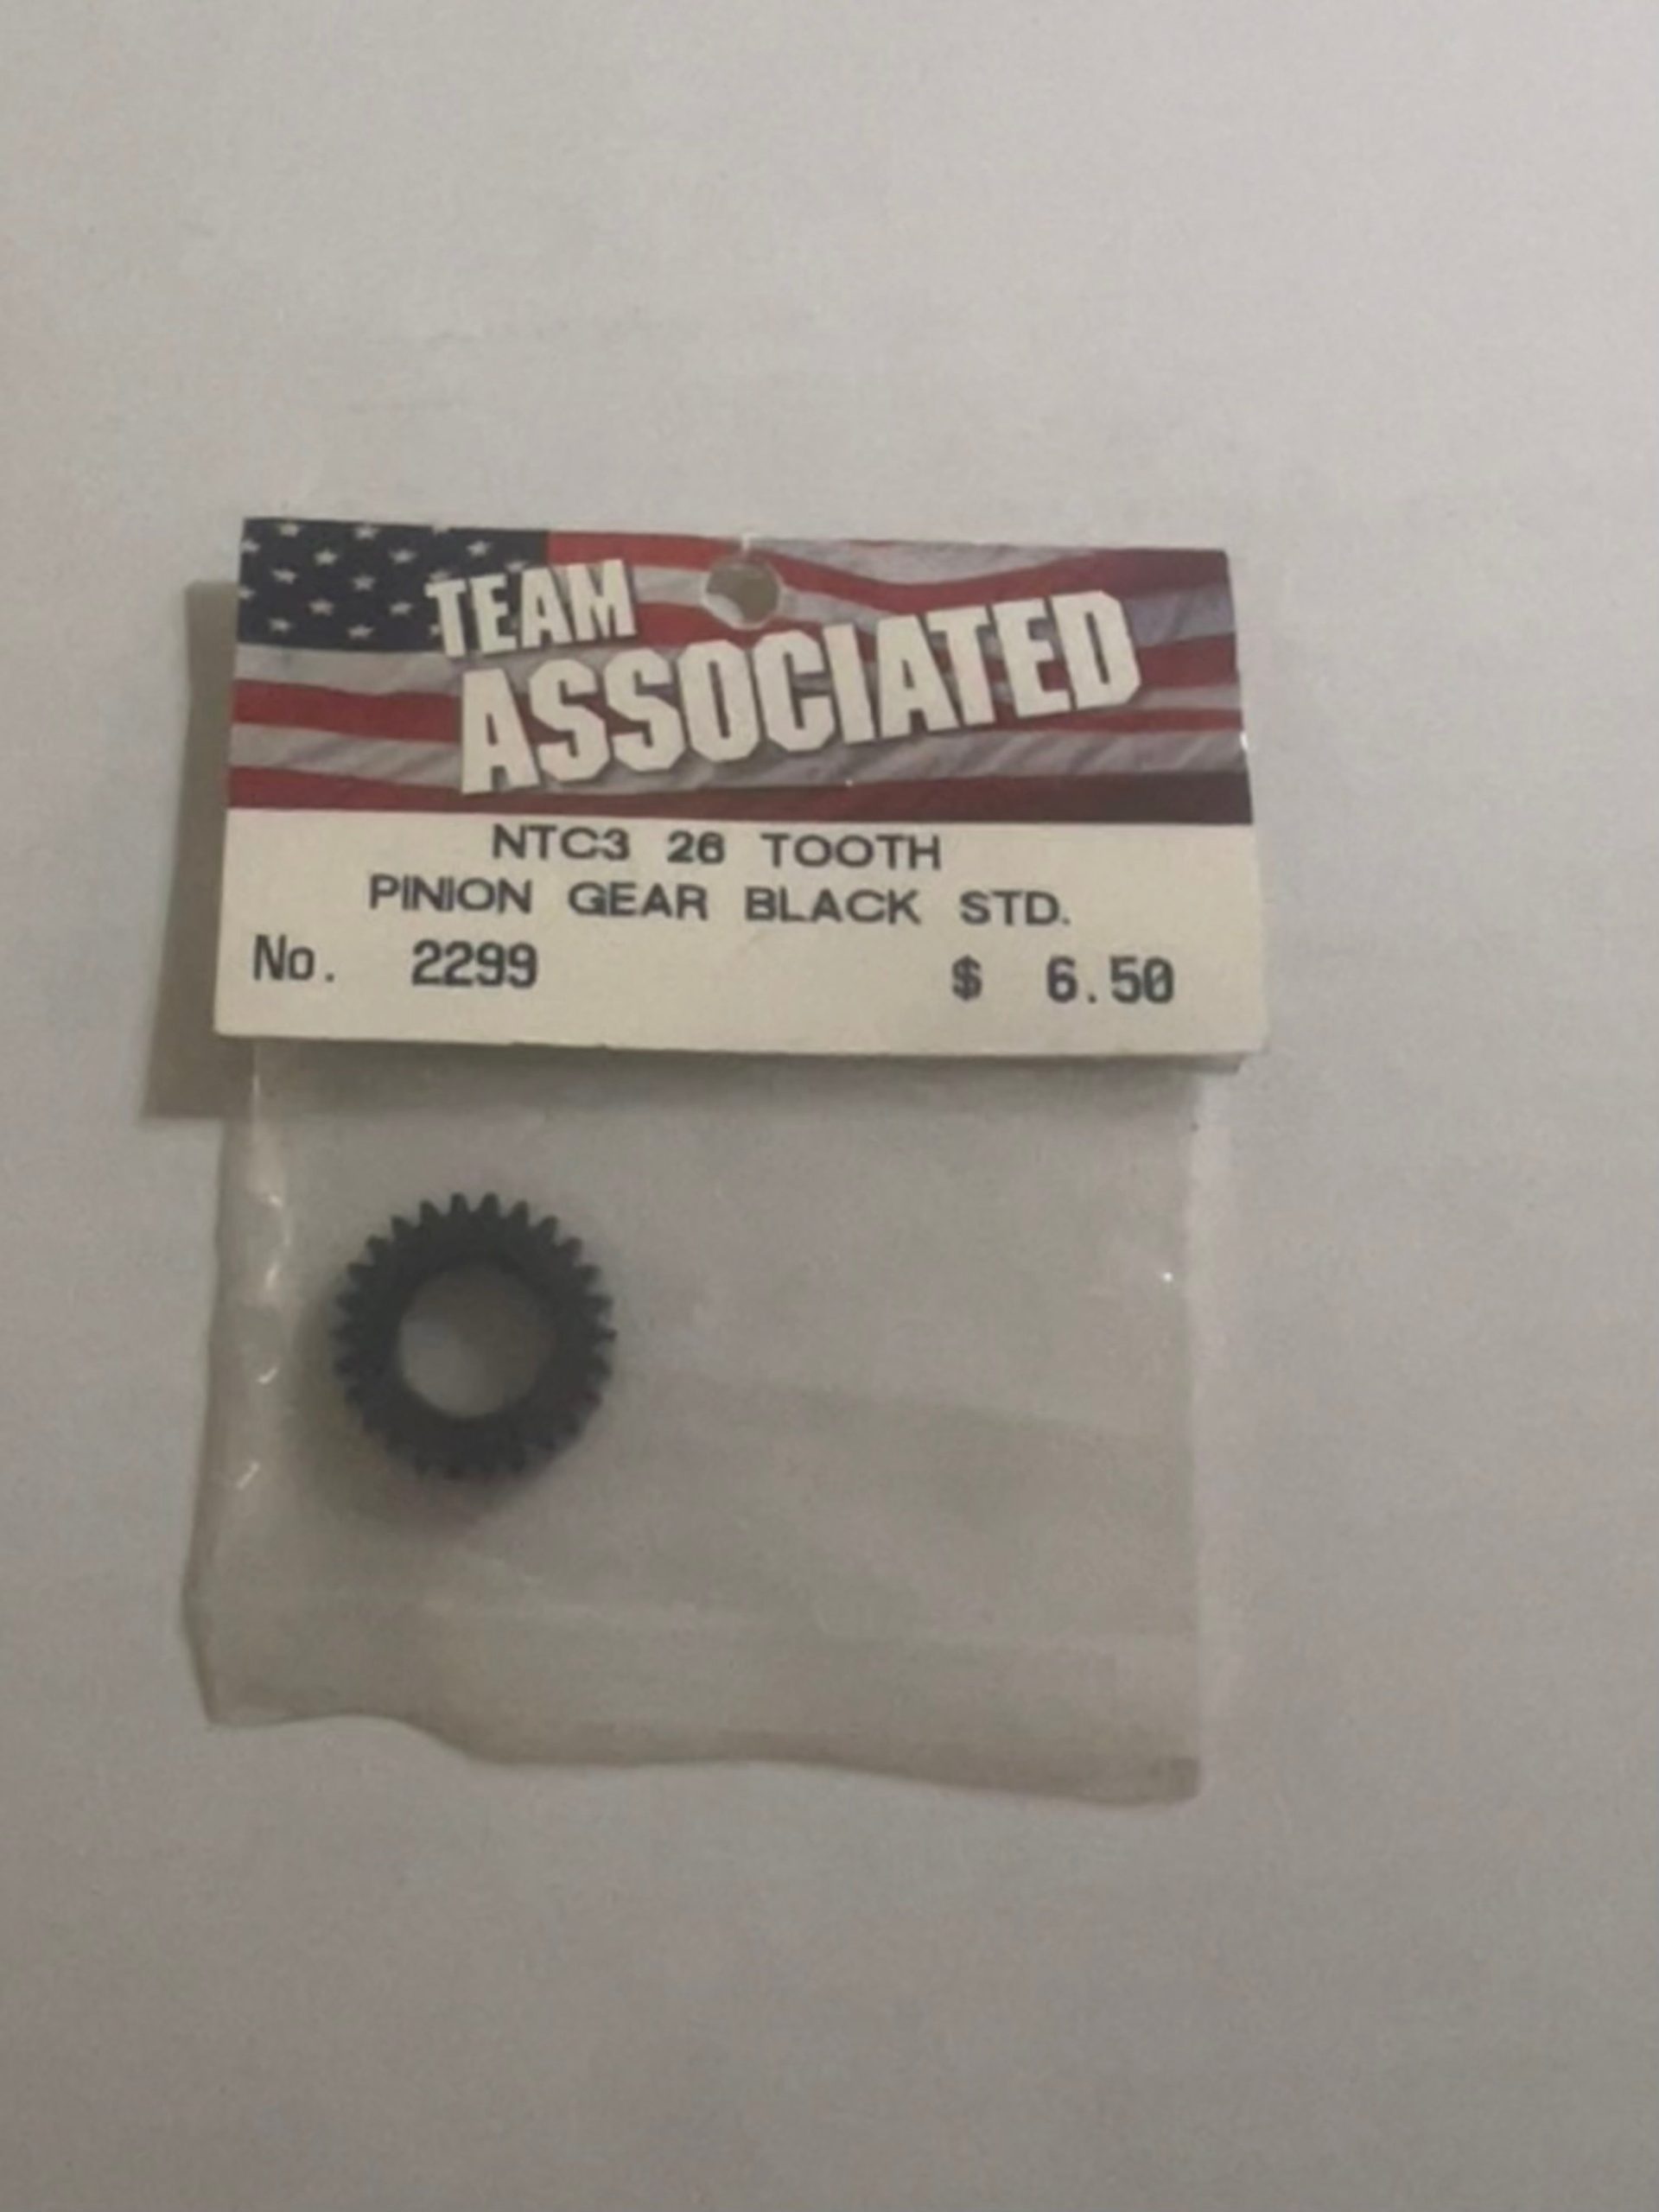 TEAM
ASSOCIATED
NTC3 26 TOOTH
PINION GEAR BLACK STD.
No. 2299 $ 6.50